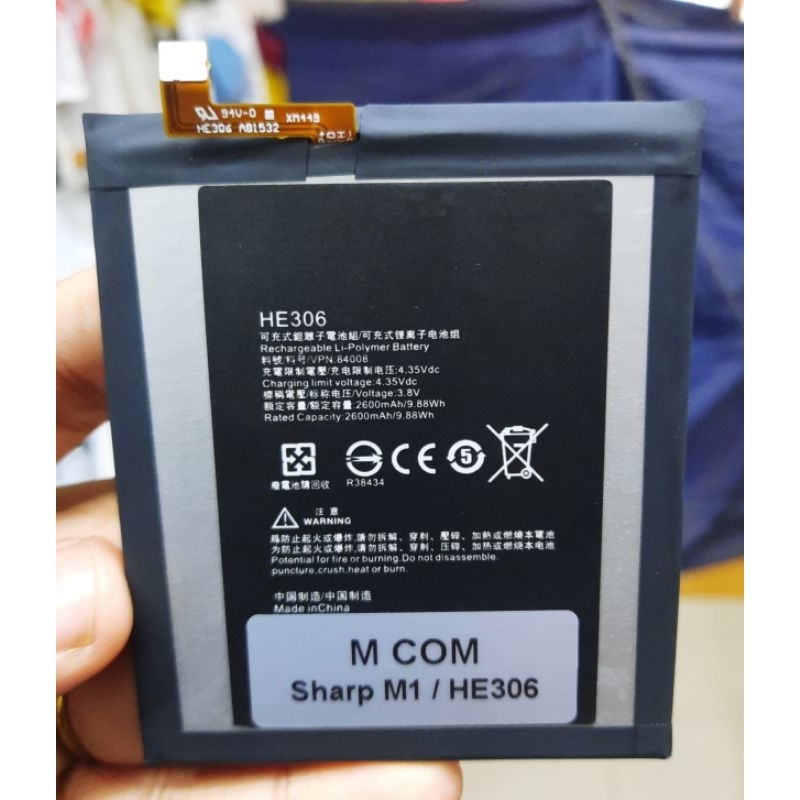 94V-0 XM449
HE306 AB1532
HE306
可充式鋰離子電池組/可充式锂离子电池组
Rechargeable Li-Polymer Battery
料號/料号/VPN:84008
充電限制電壓/充电限制电压:4.35Vdc
Charging limit voltage:4.35Vdc
標稱電壓/标称电压/Voltage:3.8V
額定容量/额定容量:2600mAh/9.88Wh
Rated Capacity:2600mAh/9.88Wh
CE 5
廢電池請回收 R38434
注意
WARNING
為防止起火或爆炸,請勿拆解、穿刺、壓碎、加熱或燃燒本電池
为防止起火或爆炸,请勿拆解、穿刺、压碎、加热或燃烧本电池
Potential for fire or burning.Do not disassemble.
puncture,crush,heat or burn.
中国制造/中國制造
Made inChina
M COM
Sharp M1 / HE306